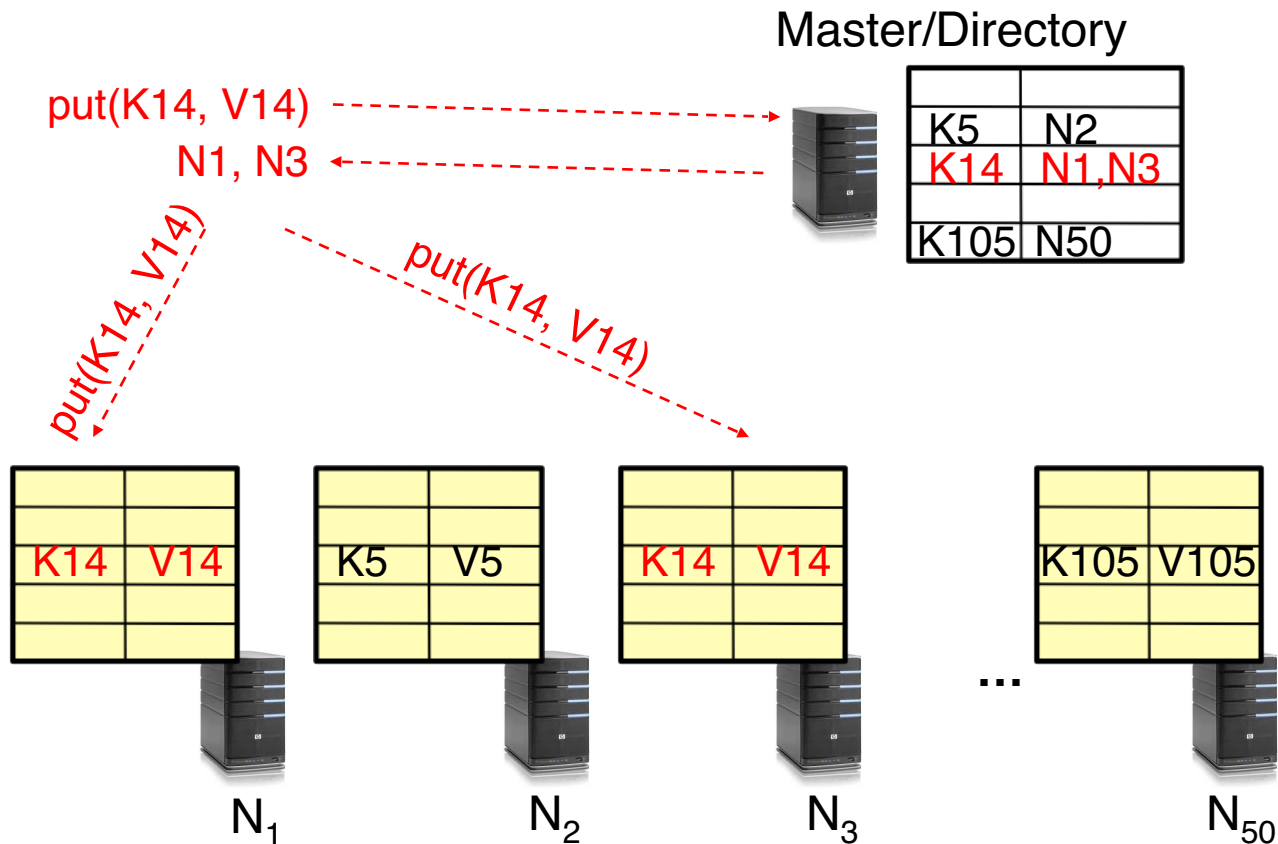 Master/Directory
put(K14, V14)
N1, N3
K5 N2
K14 N1,N3
K105 N50
put(K14, V14)
put(K14, V14)
K14 V14
K5 V5
K14 V14
K105 V105
...
N1
N2
N3
N50